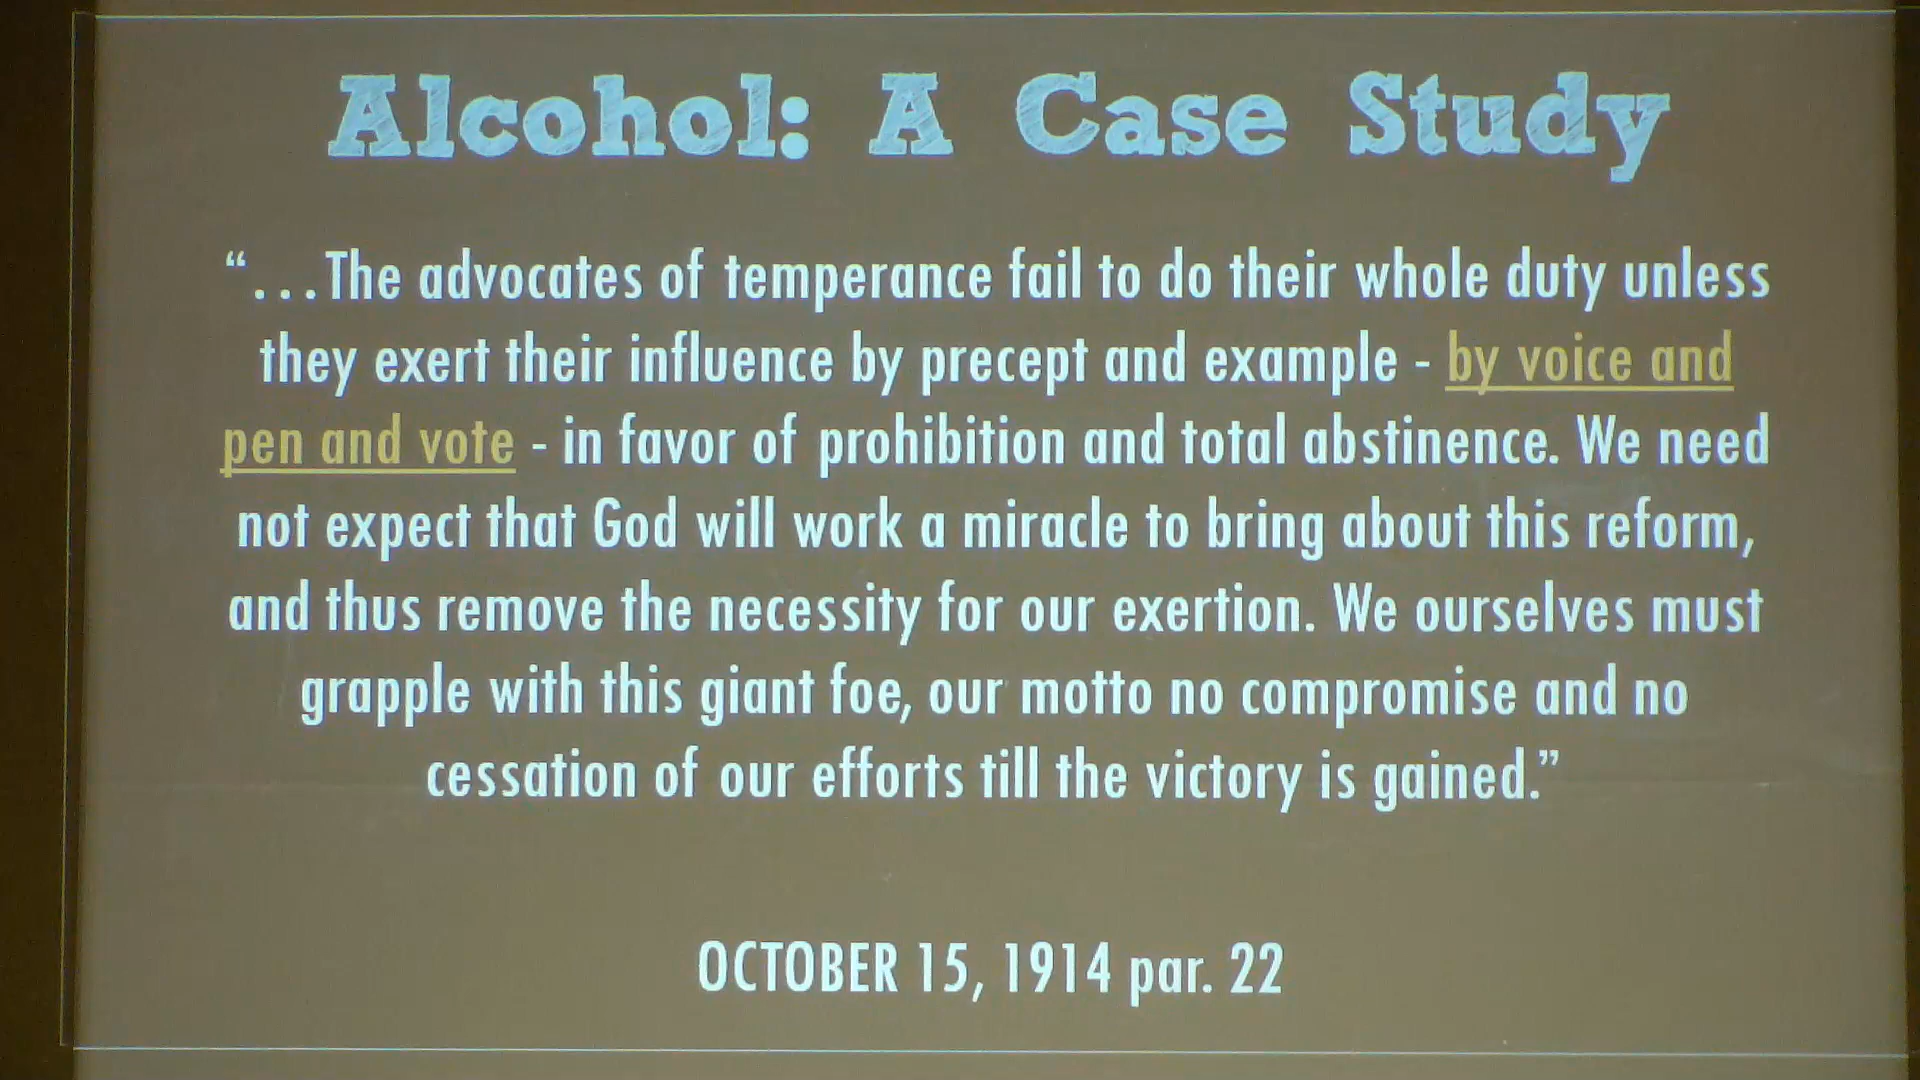 Alcohol: A Case Study
“...The advocates of temperance fail to do their whole duty unless
they exert their influence by precept and example - by voice and
pen and vote - in favor of prohibition and total abstinence. We need
not expect that God will work a miracle to bring about this reform,
and thus remove the necessity for our exertion. We ourselves must
grapple with this giant foe, our motto no compromise and no
cessation of our efforts till the victory is gained.”
OCTOBER 15, 1914 par. 22